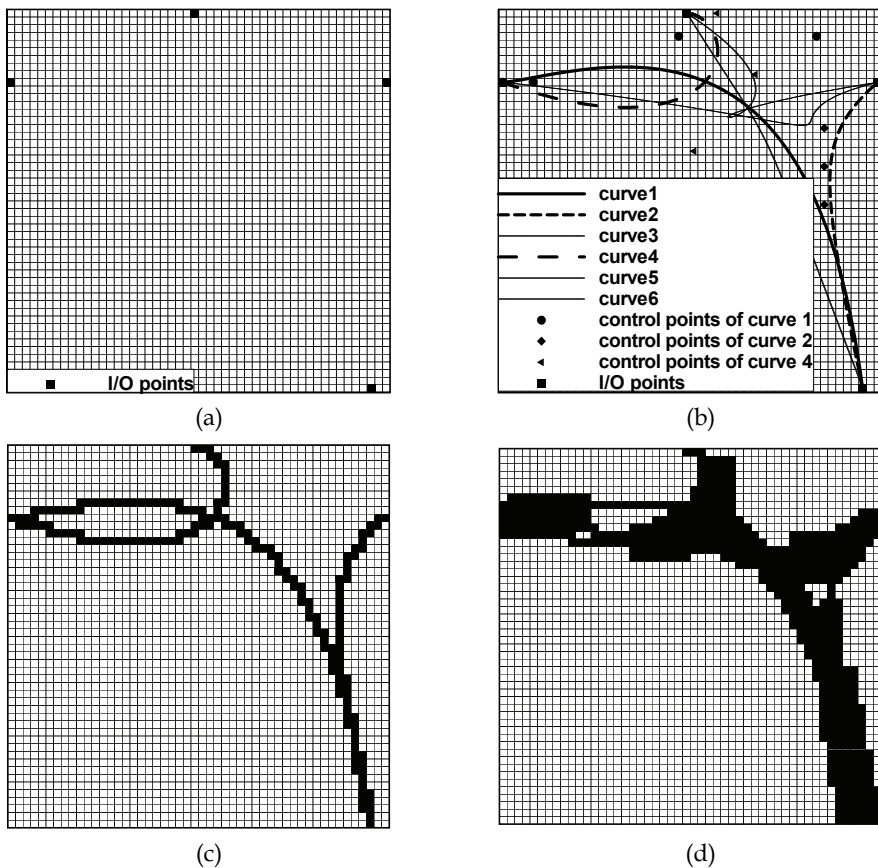 I/O points
(a)
curve1
curve2
curve3
curve4
curve5
curve6
control points of curve 1
control points of curve 2
control points of curve 4
I/O points
(b)
(c)
(d)